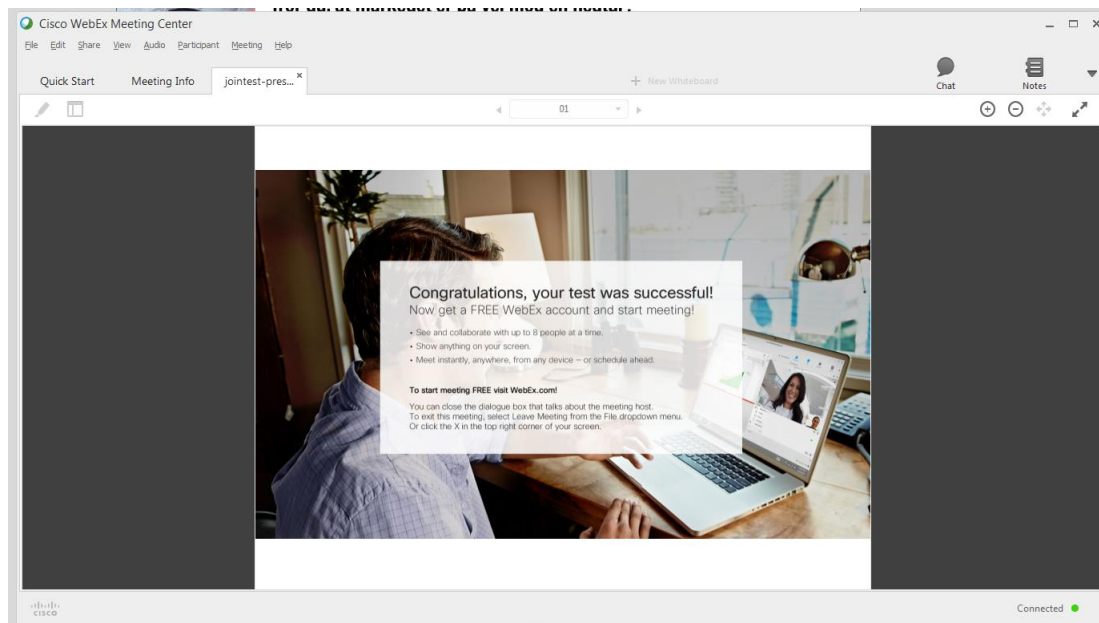 Cisco WebEx Meeting Center
File Edit Share View Audio Participant Meeting Help
Quick Start Meeting Info jointest-pres... × + New Whiteboard
Chat Notes
01
Congratulations, your test was successful!
Now get a FREE WebEx account and start meeting!
• See and collaborate with up to 8 people at a time.
• Show anything on your screen.
• Meet instantly, anywhere, from any device – or schedule ahead.
To start meeting FREE visit WebEx.com!
You can close the dialogue box that talks about the meeting host.
To exit this meeting, select Leave Meeting from the File dropdown menu.
Or click the X in the top right corner of your screen.
CISCO
Connected